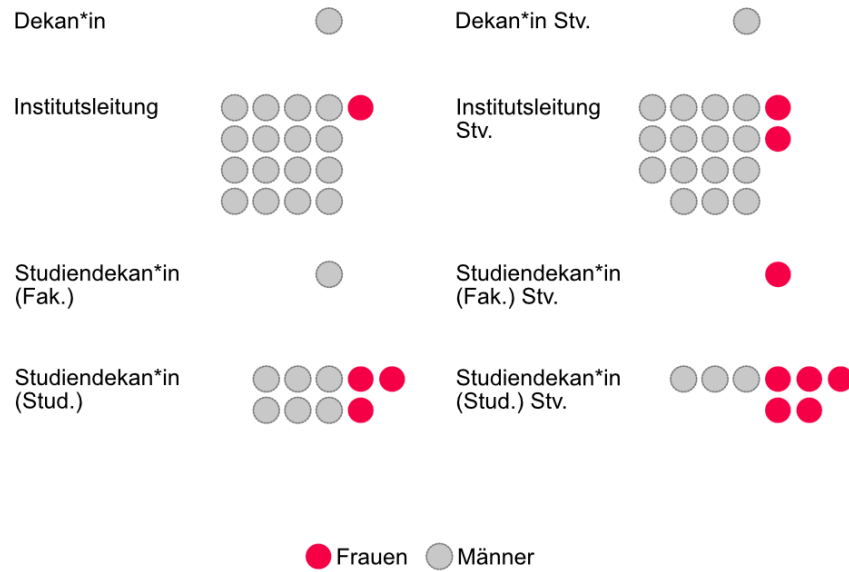 Dekan*in
Dekan*in Stv.
Institutsleitung
Institutsleitung
Stv.
Studiendekan*in
(Fak.)
Studiendekan*in
(Fak.) Stv.
Studiendekan*in
(Stud.)
Studiendekan*in
(Stud.) Stv.
Frauen
Männer